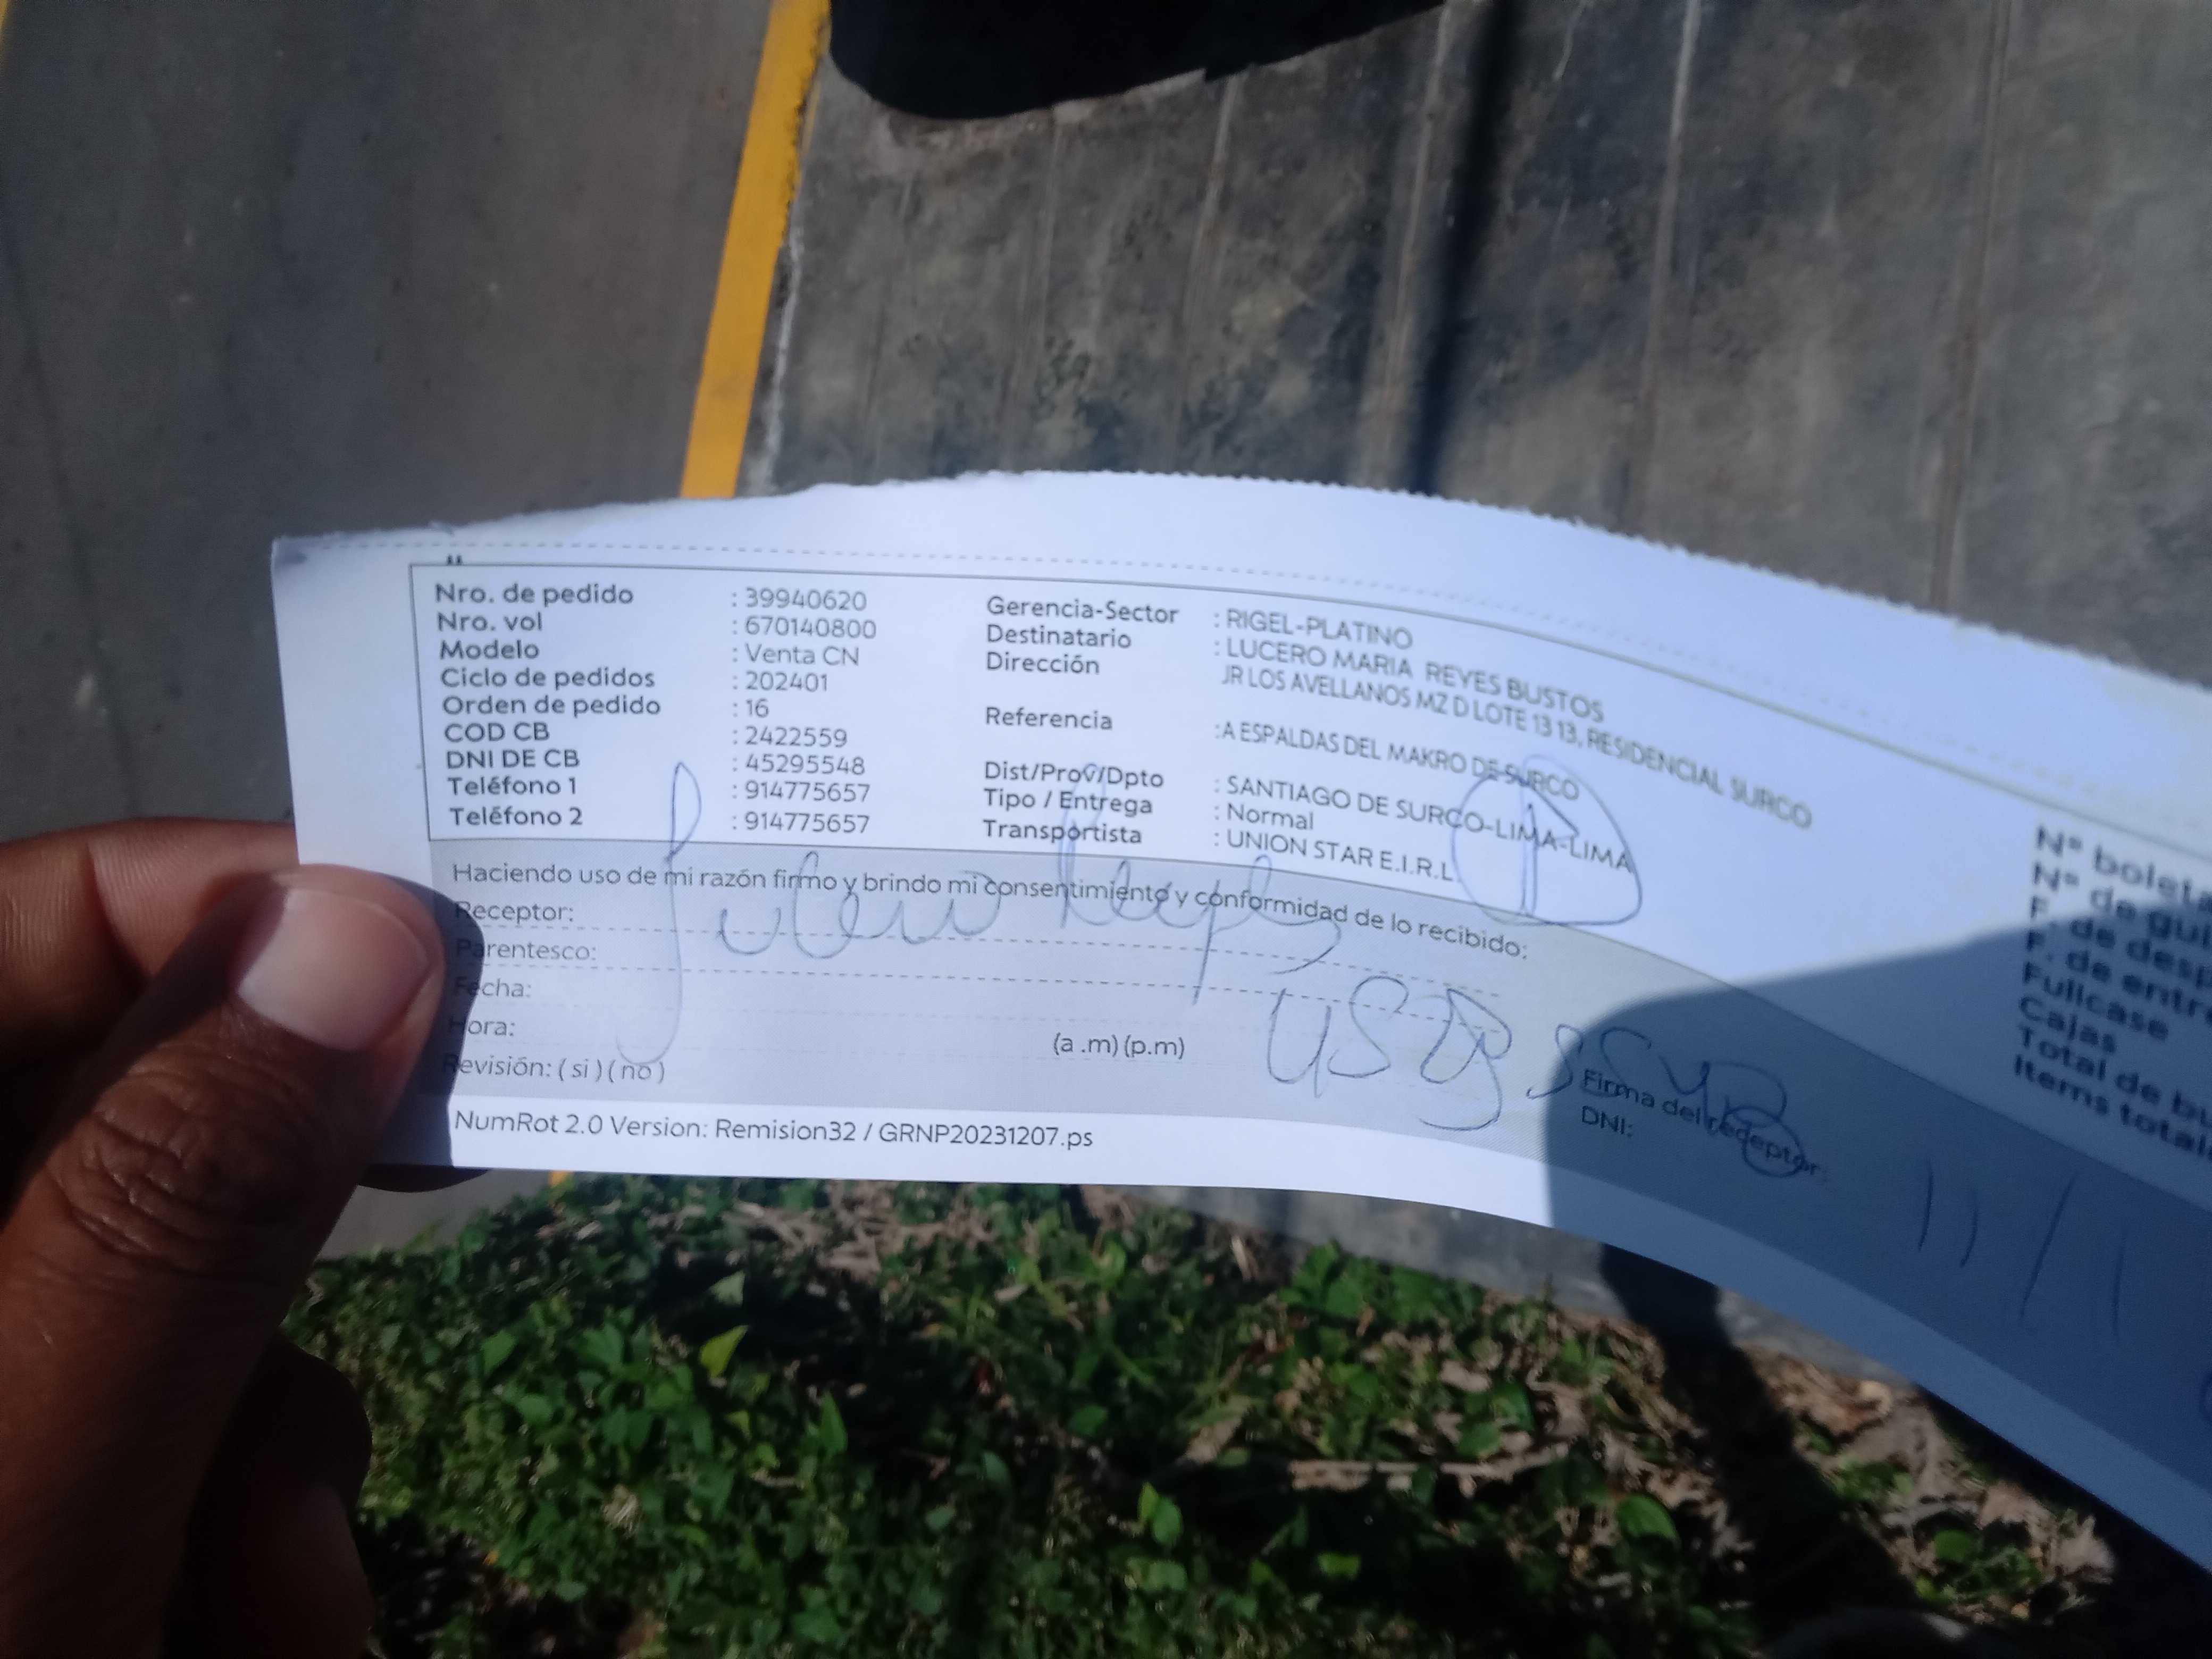 Nro. de pedido : 39940620
Nro. vol : 670140800
Modelo : Venta CN
Ciclo de pedidos : 202401
Orden de pedido : 16
COD CB : 2422559
DNI DE CB : 45295548
Teléfono 1 : 914775657
Teléfono 2 : 914775657
Gerencia-Sector : RIGEL-PLATINO
Destinatario : LUCERO MARIA REYES BUSTOS
Dirección JR LOS AVELLANOS MZ D LOTE 13 13, RESIDENCIAL SURCO
Referencia : A ESPALDAS DEL MAKRO DE SURCO
Dist/Prov/Dpto : SANTIAGO DE SURCO-LIMA-LIMA
Tipo / Entrega : Normal
Transportista : UNION STAR E.I.R.L.
Haciendo uso de mi razón firmo y brindo mi consentimiento y conformidad de lo recibido:
Receptor:
Parentesco:
Fecha:
Hora: (a .m) (p.m)
Revisión: ( si ) ( no )
Firma del receptor
DNI:
NumRot 2.0 Version: Remision32 / GRNP20231207.ps
N° boleta
N° de
F. de
F. de
Fullcase
Cajas
Total de
Items
11/1